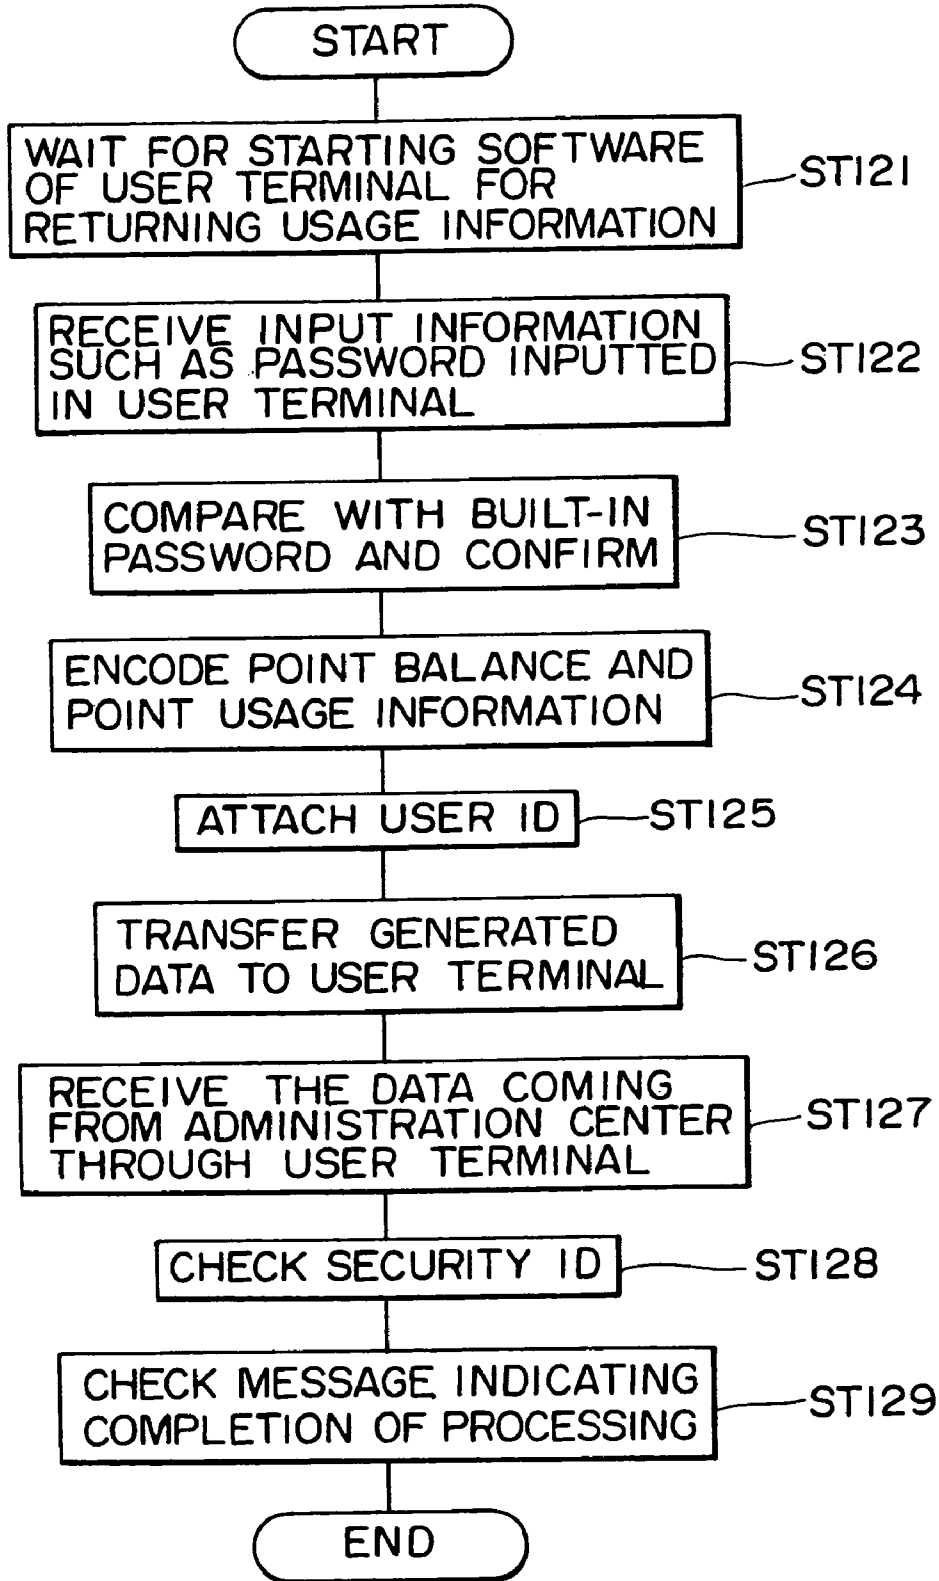 START
WAIT FOR STARTING SOFTWARE
OF USER TERMINAL FOR
RETURNING USAGE INFORMATION
ST121
RECEIVE INPUT INFORMATION
SUCH AS PASSWORD INPUTTED
IN USER TERMINAL
ST122
COMPARE WITH BUILT-IN
PASSWORD AND CONFIRM
ST123
ENCODE POINT BALANCE AND
POINT USAGE INFORMATION
ST124
ATTACH USER ID
ST125
TRANSFER GENERATED
DATA TO USER TERMINAL
ST126
RECEIVE THE DATA COMING
FROM ADMINISTRATION CENTER
THROUGH USER TERMINAL
ST127
CHECK SECURITY ID
ST128
CHECK MESSAGE INDICATING
COMPLETION OF PROCESSING
ST129
END